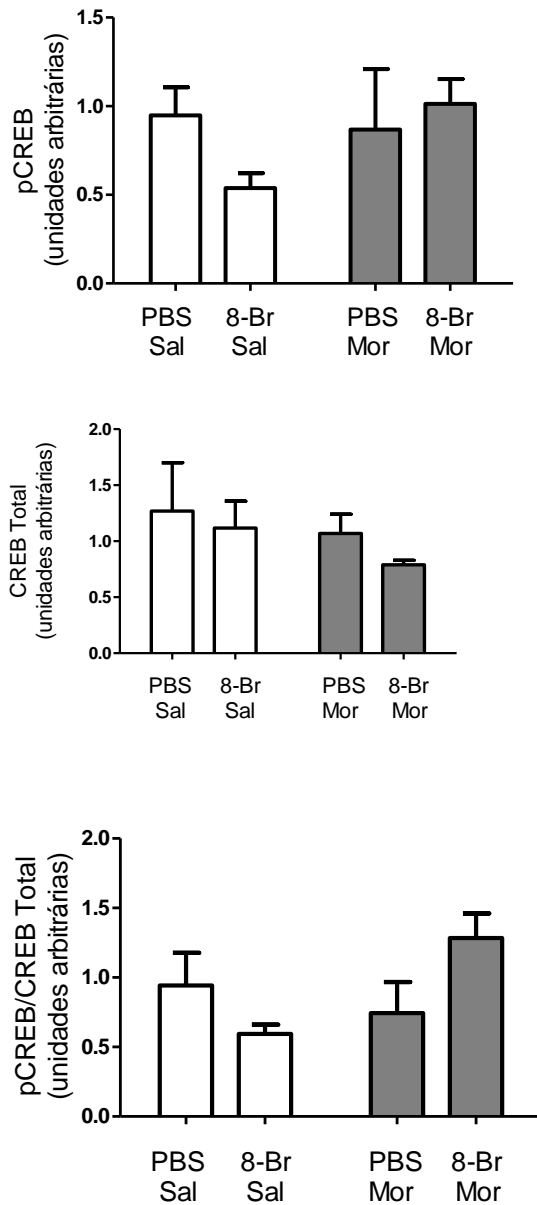 pCREB
(unidades arbitrárias)
1.5
1.0
0.5
0.0
PBS 8-Br PBS 8-Br
Sal Sal Mor Mor
CREB Total
(unidades arbitrárias)
2.0
1.5
1.0
0.5
0.0
PBS 8-Br PBS 8-Br
Sal Sal Mor Mor
pCREB/CREB Total
(unidades arbitrárias)
2.0
1.5
1.0
0.5
0.0
PBS 8-Br PBS 8-Br
Sal Sal Mor Mor